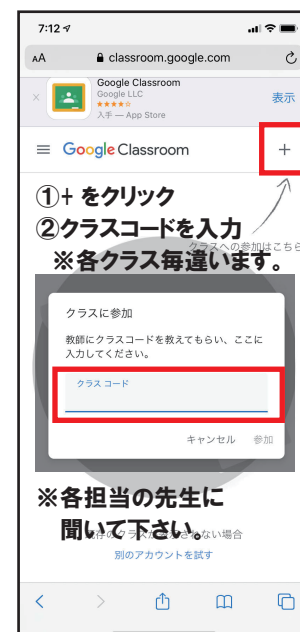 7:12
AA classroom.google.com
Google Classroom
Google LLC
入手 — App Store
表示
Google Classroom
①+ をクリック
②クラスコードを入力
クラスへの参加はこちら
※各クラス毎違います。
クラスに参加
教師にクラスコードを教えてもらい、ここに
入力してください。
クラス コード
キャンセル 参加
※各担当の先生に
聞いて下さい。
ない場合
別のアカウントを試す